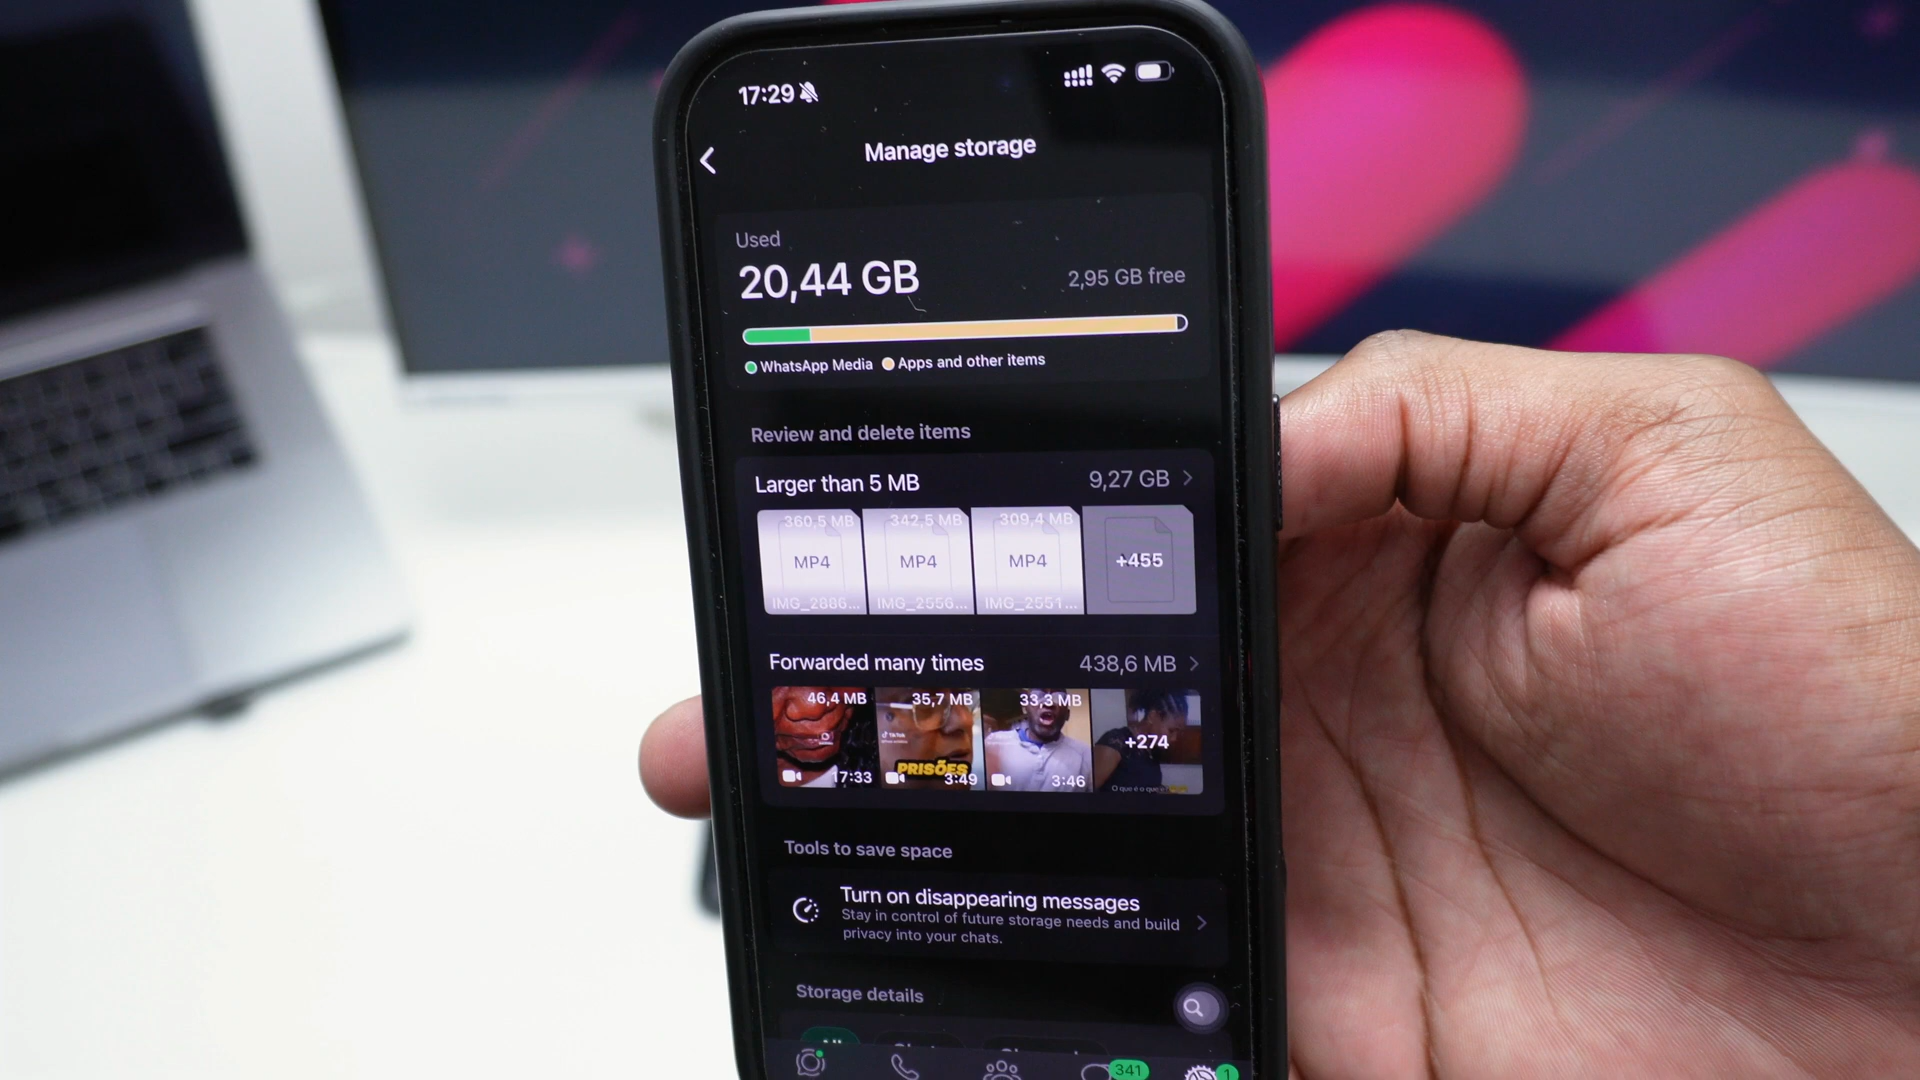 17:29
Manage storage
Used
20,44 GB
2,95 GB free
WhatsApp Media
Apps and other items
Review and delete items
Larger than 5 MB
9,27 GB
360,5 MB
342,5 MB
309,4 MB
MP4
MP4
MP4
+455
IMG_2886...
IMG_2556...
IMG_2551...
Forwarded many times
438,6 MB
46,4 MB
35,7 MB
33,3 MB
+274
TikTok
PRISÕES
17:33
3:49
3:46
O que é o que é
Tools to save space
Turn on disappearing messages
Stay in control of future storage needs and build
privacy into your chats.
Storage details
341
1